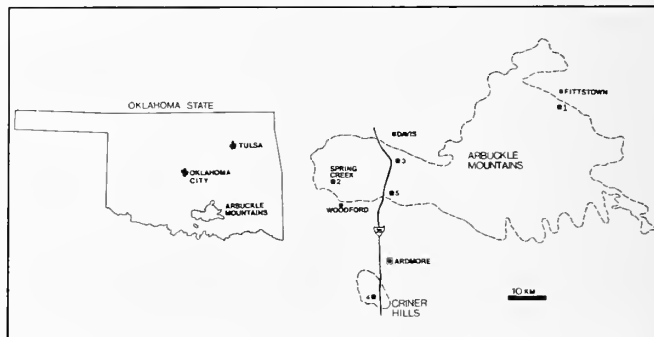 OKLAHOMA STATE
TULSA
OKLAHOMA
CITY
ARBUCKLE
MOUNTAINS
FITTSTOWN
1
DAVIS
3
ARBUCKLE
MOUNTAINS
SPRING
CREEK
2
5
WOODFORD
ARDMORE
4
CRINER
HILLS
10 KM